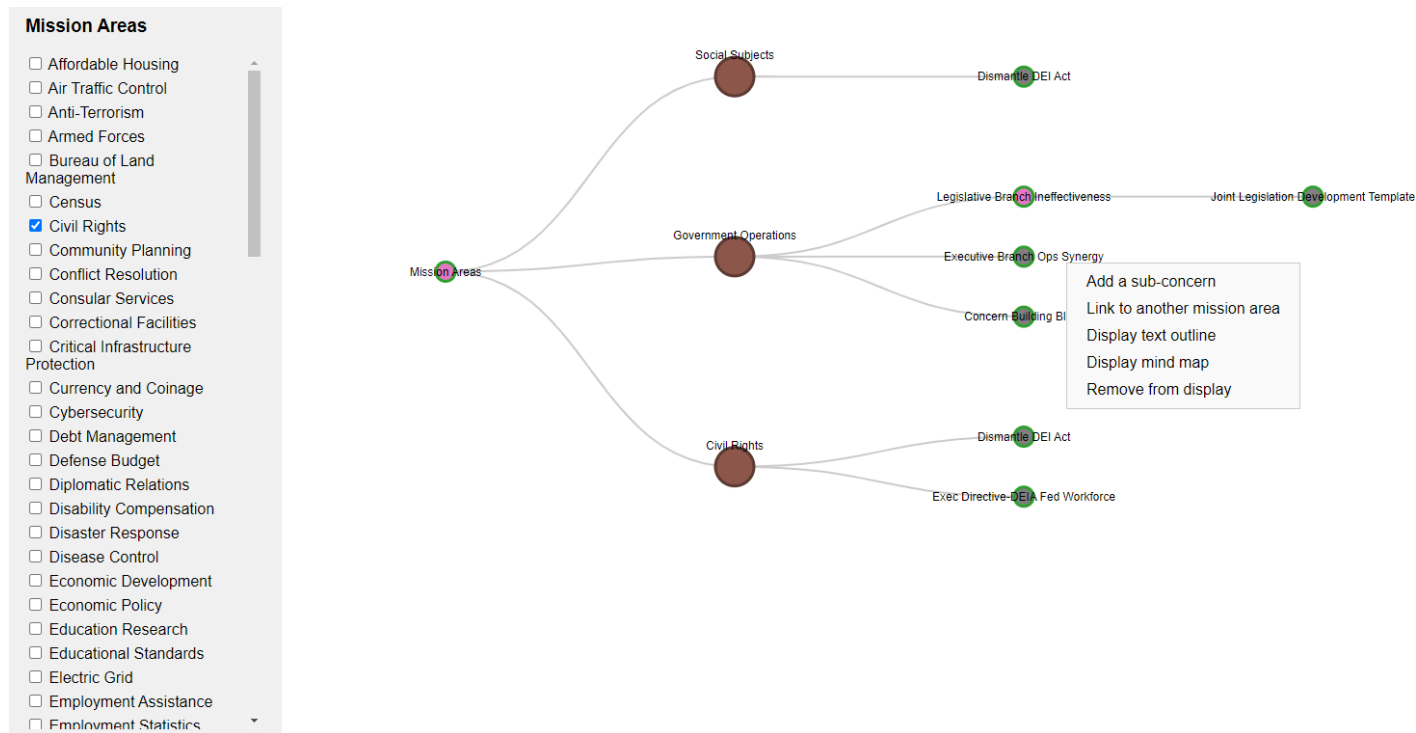 Mission Areas
Affordable Housing
Air Traffic Control
Anti-Terrorism
Armed Forces
Bureau of Land
Management
Census
Civil Rights
Community Planning
Conflict Resolution
Consular Services
Correctional Facilities
Critical Infrastructure
Protection
Currency and Coinage
Cybersecurity
Debt Management
Defense Budget
Diplomatic Relations
Disability Compensation
Disaster Response
Disease Control
Economic Development
Economic Policy
Education Research
Educational Standards
Electric Grid
Employment Assistance
Employment Statistics
Mission Areas
Social Subjects
Dismantle DEI Act
Government Operations
Legislative Branch Ineffectiveness
Joint Legislation Development Template
Executive Branch Ops Synergy
Concern Building Bl
Add a sub-concern
Link to another mission area
Display text outline
Display mind map
Remove from display
Civil Rights
Dismantle DEI Act
Exec Directive-DEIA Fed Workforce